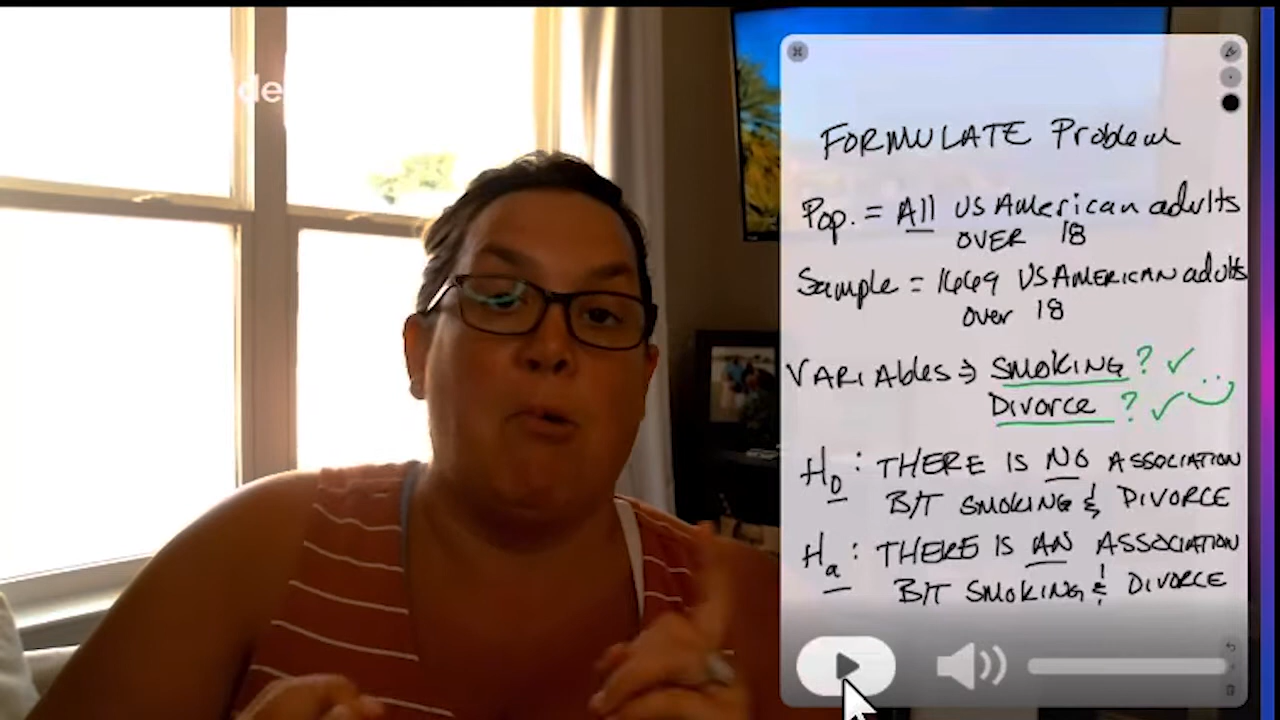 de
FORMULATE Problem
Pop. = All US American adults
OVER 18
Sample = 1669 US AMERICAN adults
over 18
VARIAbles ⇒ SMOKING ? ✓
Divorce ? ✓
H0 : THERE IS NO ASSOCIATION
B/T SMOKING & DIVORCE
Ha : THERE IS AN ASSOCIATION
B/T SMOKING & DIVORCE